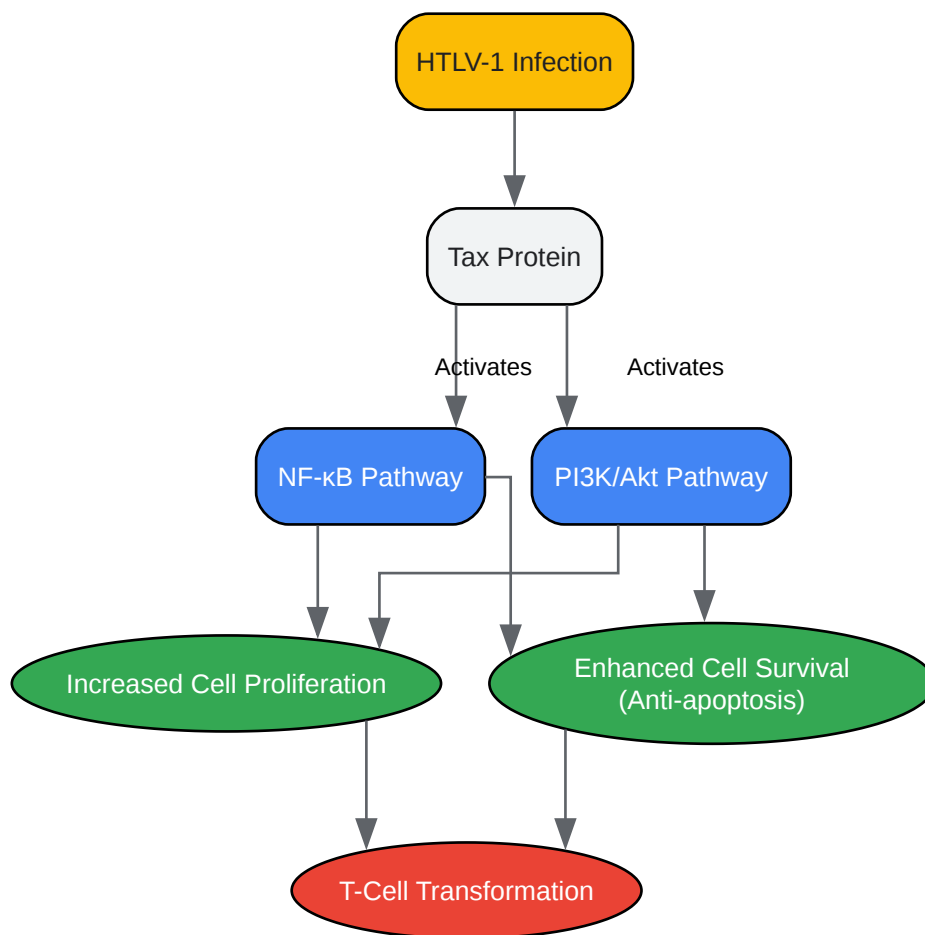 HTLV-1 Infection
Tax Protein
Activates
Activates
NF-κB Pathway
PI3K/Akt Pathway
Increased Cell Proliferation
Enhanced Cell Survival
(Anti-apoptosis)
T-Cell Transformation